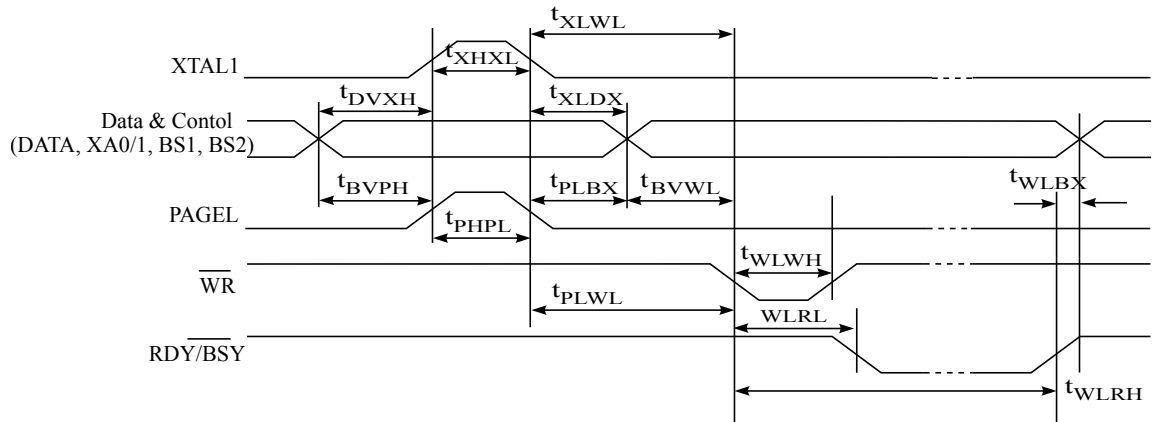 tXLWL
XTAL1
tXHXL
tDVXH
tXLDX
Data & Contol
(DATA, XA0/1, BS1, BS2)
tBVPH
tPLBX
tBVWL
tWLBX
PAGEL
tPHPL
tWLWH
WR
tPLWL
WLRL
RDY/BSY
tWLRH